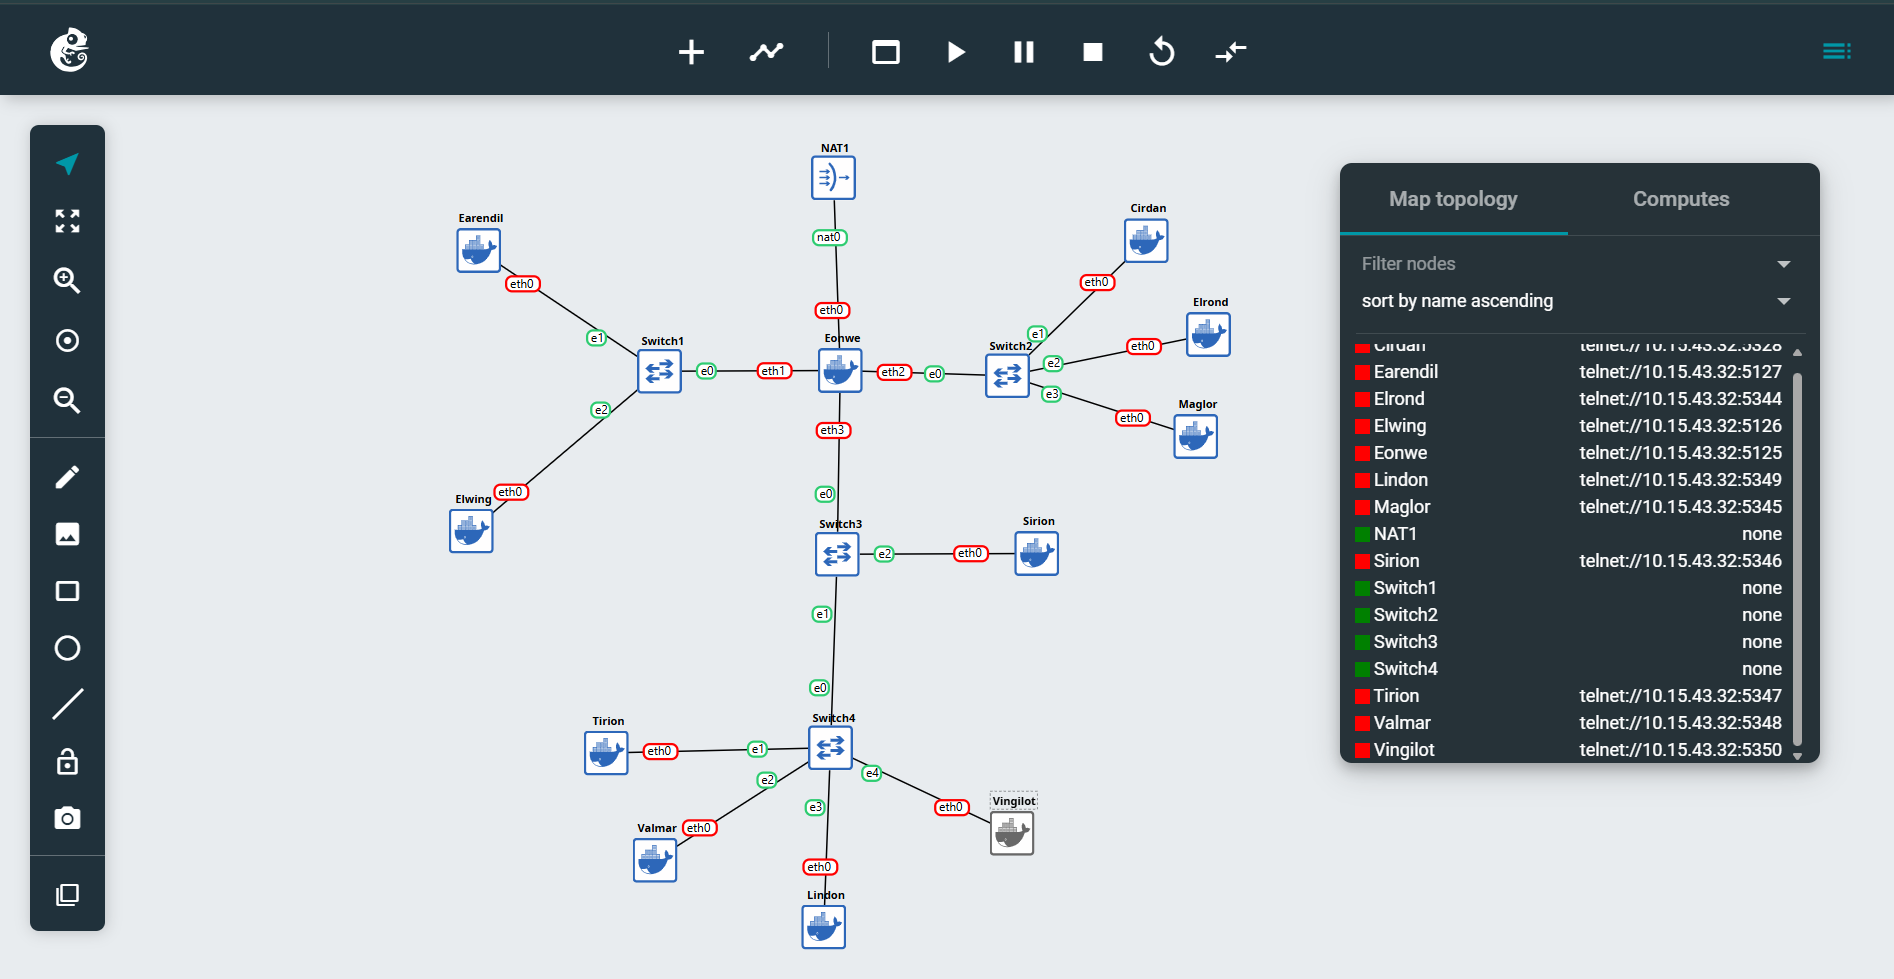 NAT1
nat0
eth0
Earendil
eth0
e1
Cirdan
eth0
e1
Elrond
eth0
e2
Switch1
e0
eth1
Eonwe
eth2
e0
Switch2
e3
eth0
Maglor
e2
eth0
Elwing
eth3
e0
Switch3
e2
eth0
Sirion
e1
e0
Switch4
Tirion
eth0
e1
e2
eth0
Valmar
e3
eth0
Lindon
e4
eth0
Vingilot
Map topology Computes
Filter nodes
sort by name ascending
Cirdan telnet://10.15.43.32:5328
Earendil telnet://10.15.43.32:5127
Elrond telnet://10.15.43.32:5344
Elwing telnet://10.15.43.32:5126
Eonwe telnet://10.15.43.32:5125
Lindon telnet://10.15.43.32:5349
Maglor telnet://10.15.43.32:5345
NAT1 none
Sirion telnet://10.15.43.32:5346
Switch1 none
Switch2 none
Switch3 none
Switch4 none
Tirion telnet://10.15.43.32:5347
Valmar telnet://10.15.43.32:5348
Vingilot telnet://10.15.43.32:5350